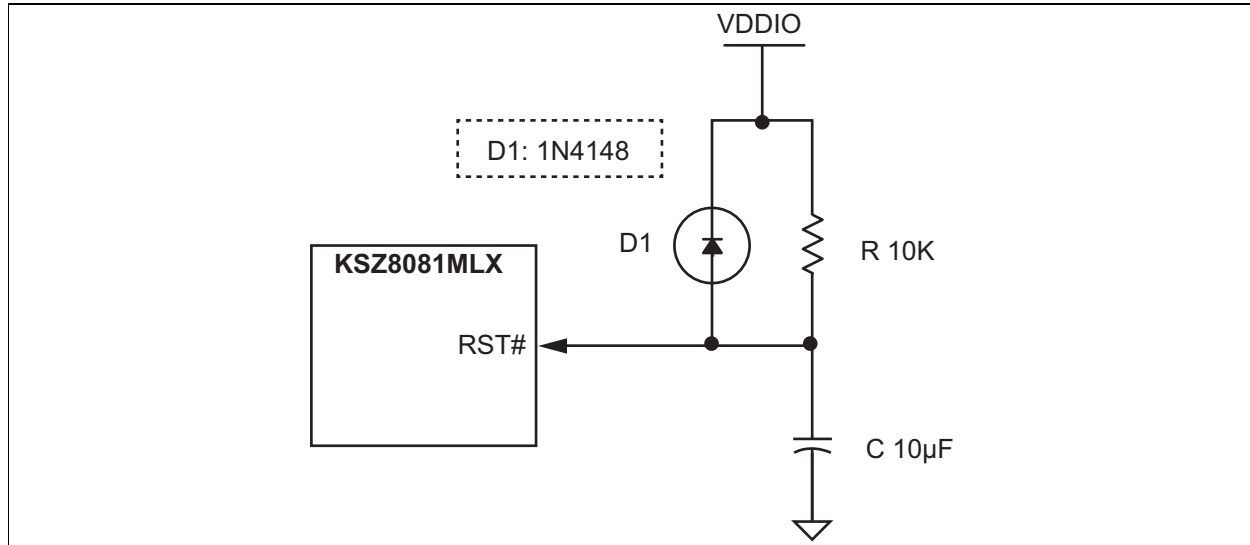 VDDIO
D1: 1N4148
D1
R 10K
KSZ8081MLX
RST#
C 10µF